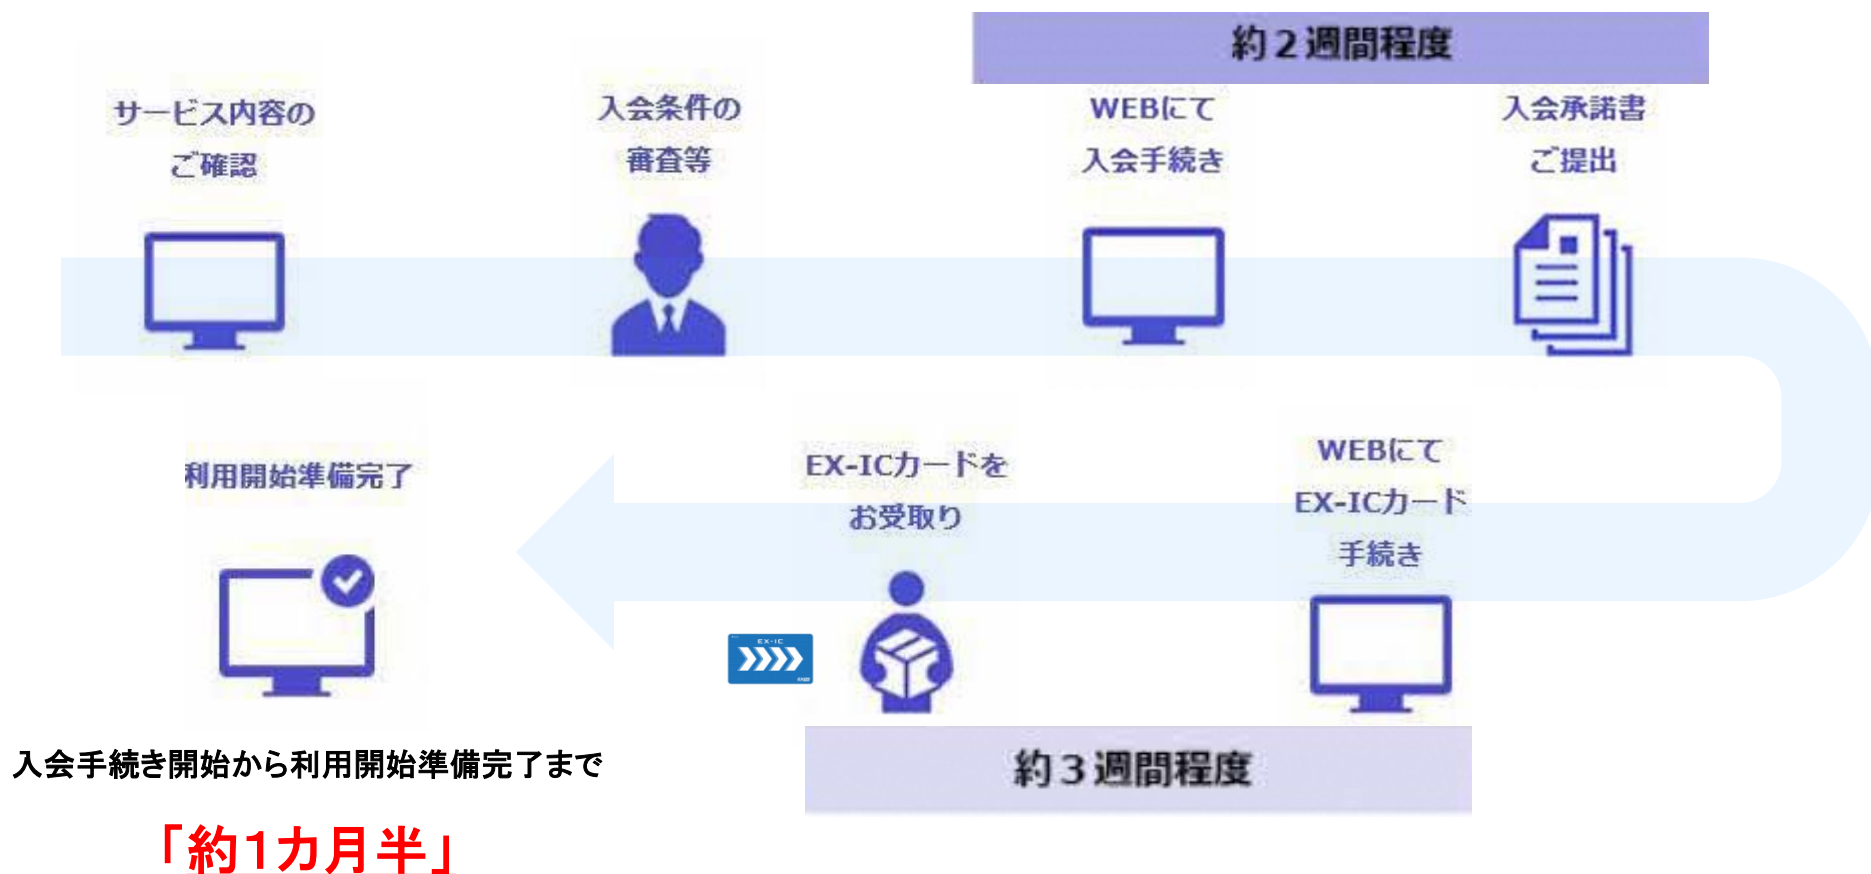 約2週間程度
サービス内容の
ご確認
入会条件の
審査等
WEBにて
入会手続き
入会承諾書
ご提出
WEBにて
EX-ICカード
手続き
EX-ICカードを
お受取り
EX-IC
約3週間程度
利用開始準備完了
入会手続き開始から利用開始準備完了まで
「約1カ月半」